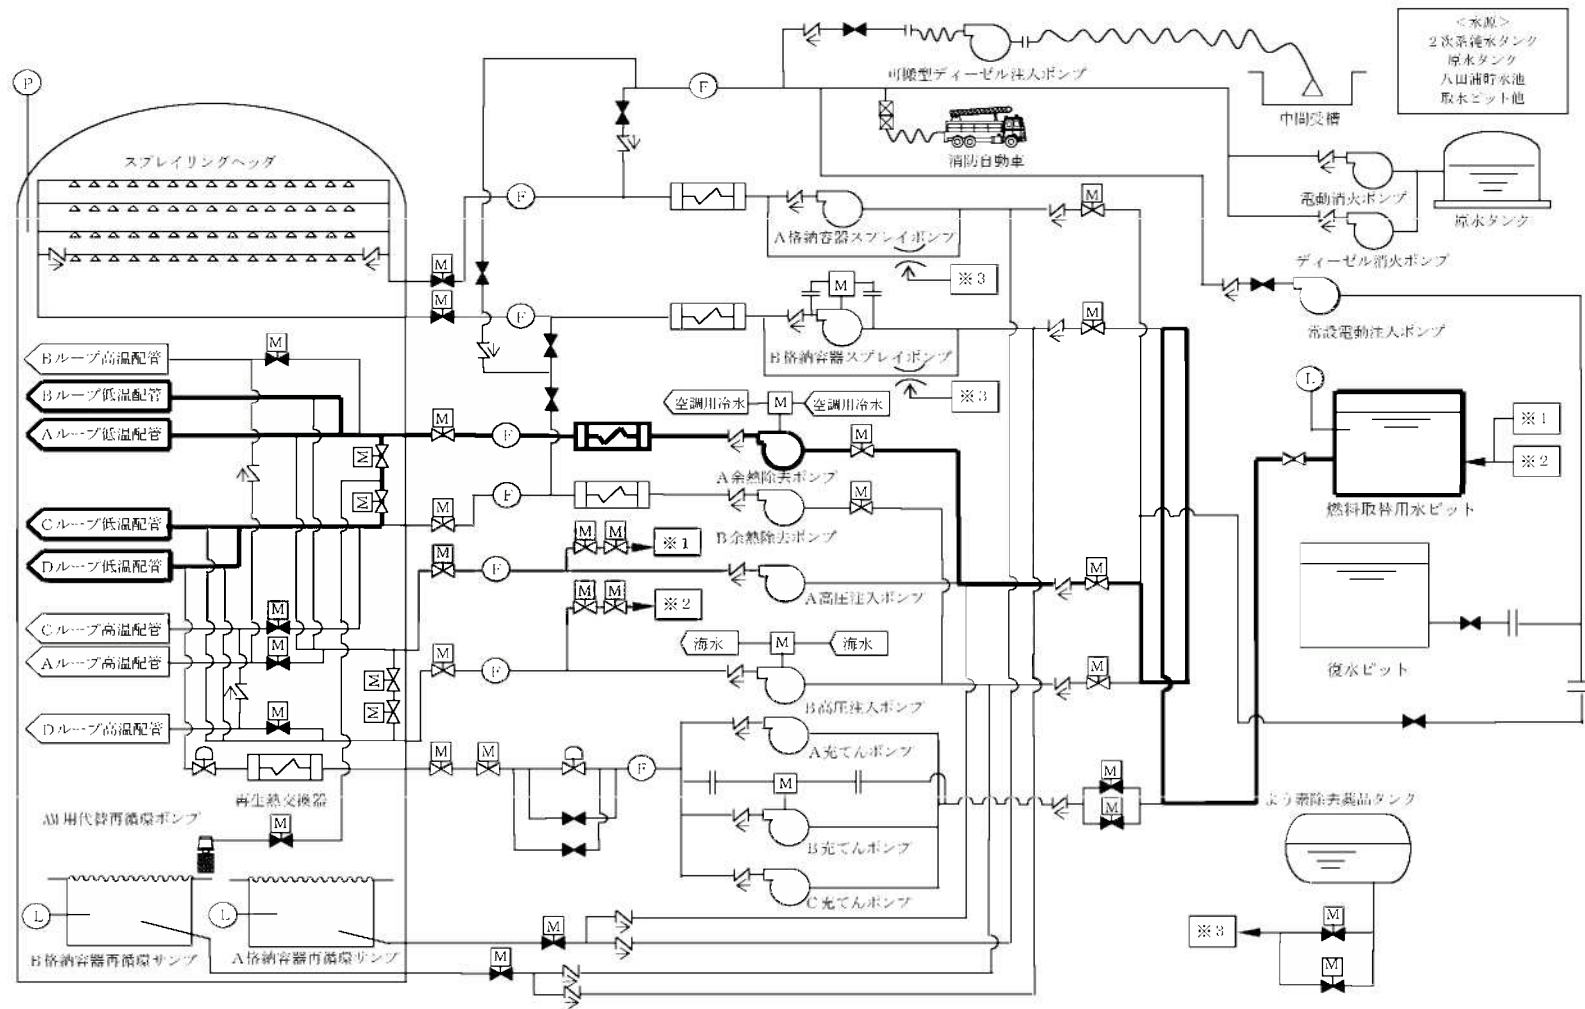 <水源>
2次系純水タンク
原水タンク
八田浦貯水池
取水ピット他
可搬型ディーゼル注入ポンプ
中間受槽
消防自動車
電動消火ポンプ
原水タンク
ディーゼル消火ポンプ
常設電動注入ポンプ
P
スプレイリングヘッダ
F
F
M
A格納容器スプレイポンプ
M
※3
M
M
F
M
B格納容器スプレイポンプ
M
※3
Bループ高温配管
M
Bループ低温配管
Aループ低温配管
M
M
M
F
空調用冷水
M
空調用冷水
A余熱除去ポンプ
M
L
※1
※2
燃料取替用水ピット
Cループ低温配管
Dループ低温配管
M
F
B余熱除去ポンプ
M
M
M
※1
M
F
A高圧注入ポンプ
M
M
M
※2
海水
M
海水
復水ピット
Cループ高温配管
M
Aループ高温配管
M
M
M
M
F
B高圧注入ポンプ
M
Dループ高温配管
M
再生熱交換器
M
M
F
A充てんポンプ
M
B充てんポンプ
C充てんポンプ
M
M
よう素除去薬品タンク
AM用代替再循環ポンプ
M
L
B格納容器再循環サンプ
L
A格納容器再循環サンプ
M
M
※3
M
M